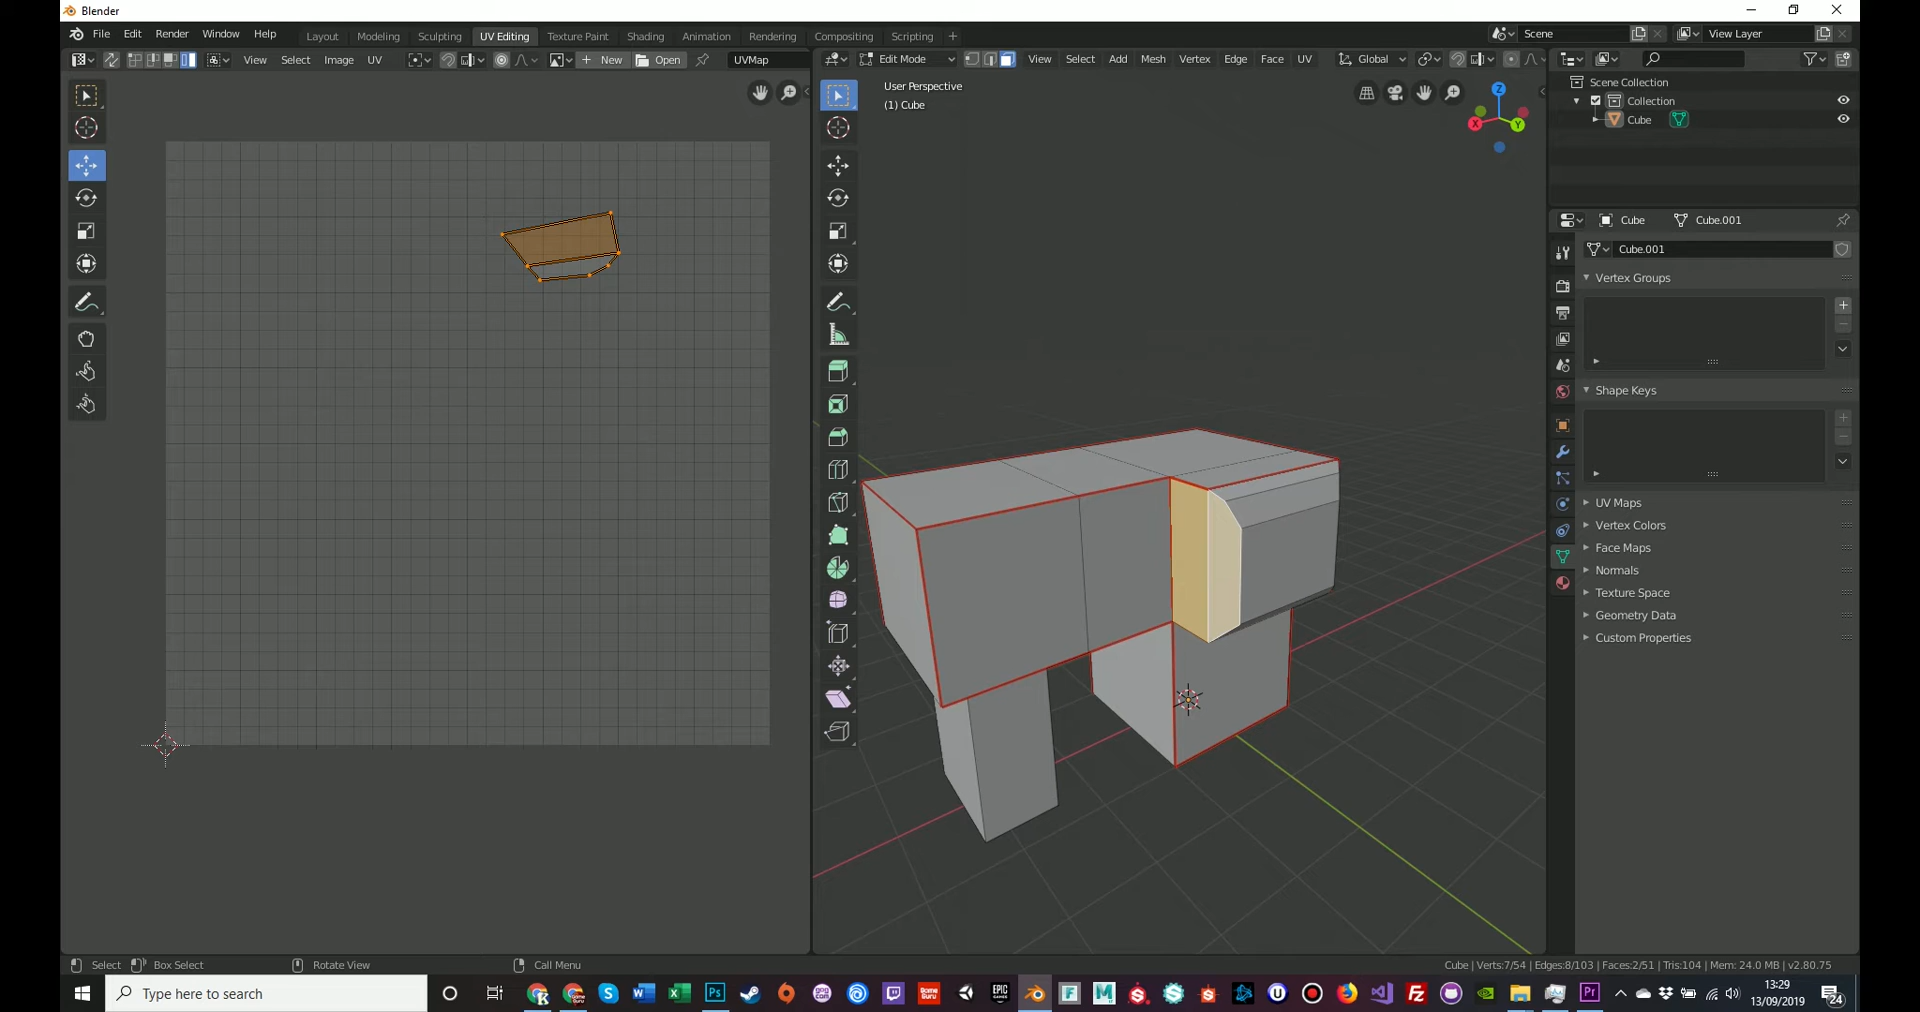 Blender
File Edit Render Window Help Layout Modeling Sculpting UV Editing Texture Paint Shading Animation Rendering Compositing Scripting Scene View Layer
View Select Image UV New Open UVMap Edit Mode View Select Add Mesh Vertex Edge Face UV Global
User Perspective
(1) Cube
Scene Collection
Collection
Cube
X Y Z
Cube Cube.001
Cube.001
Vertex Groups
Shape Keys
UV Maps
Vertex Colors
Face Maps
Normals
Texture Space
Geometry Data
Custom Properties
Select Box Select Rotate View Call Menu Cube | Verts:7/54 | Edges:8/103 | Faces:2/51 | Tris:104 | Mem: 24.0 MB | v2.80.75
Type here to search
13:29
13/09/2019
24